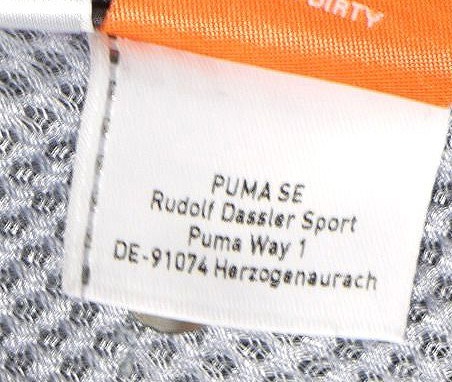 DIRTY
PUMA SE
Rudolf Dassler Sport
Puma Way 1
DE-91074 Herzogenaurach